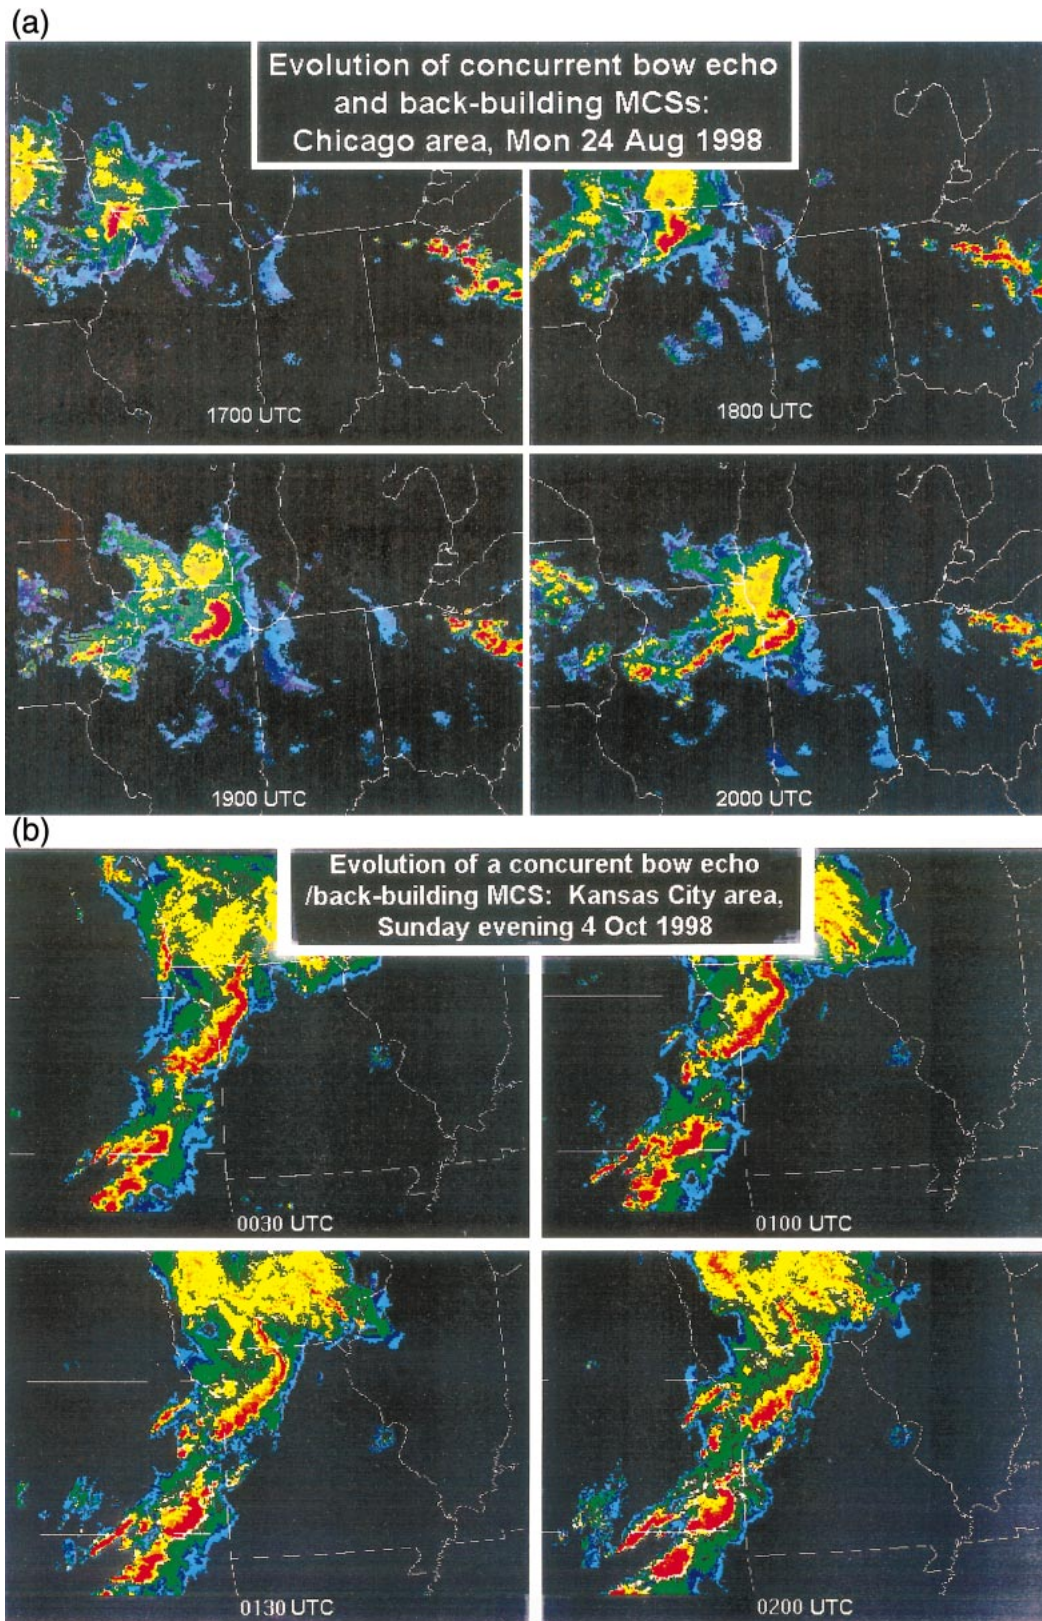 (a)
Evolution of concurrent bow echo
and back-building MCSs:
Chicago area, Mon 24 Aug 1998
1700 UTC
1800 UTC
1900 UTC
2000 UTC
(b)
Evolution of a concurent bow echo
/back-building MCS: Kansas City area,
Sunday evening 4 Oct 1998
0030 UTC
0100 UTC
0130 UTC
0200 UTC